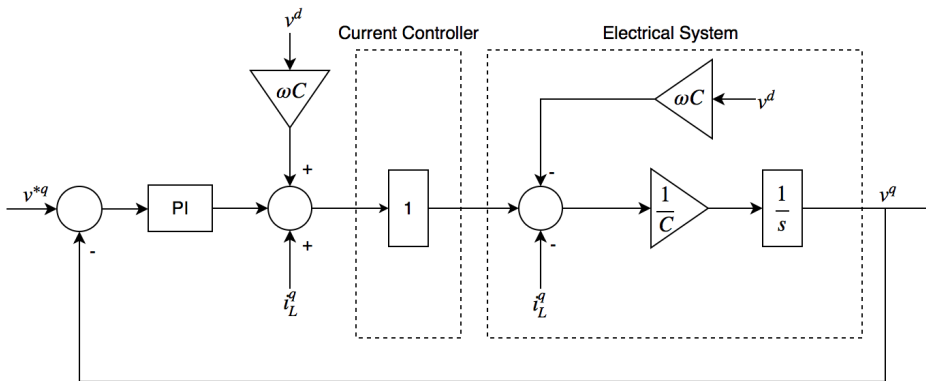 v^d
Current Controller
Electrical System
ωC
ωC
v^d
+
-
v^{*q}
PI
1
1/C
1/s
v^q
-
+
-
i_L^q
i_L^q